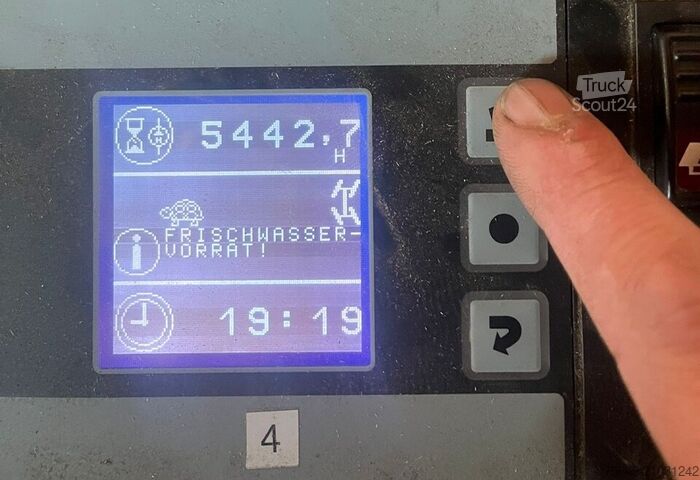 5442,7
H
FRISCHWASSER-
VORRAT!
19:19
4
Truck
Scout24